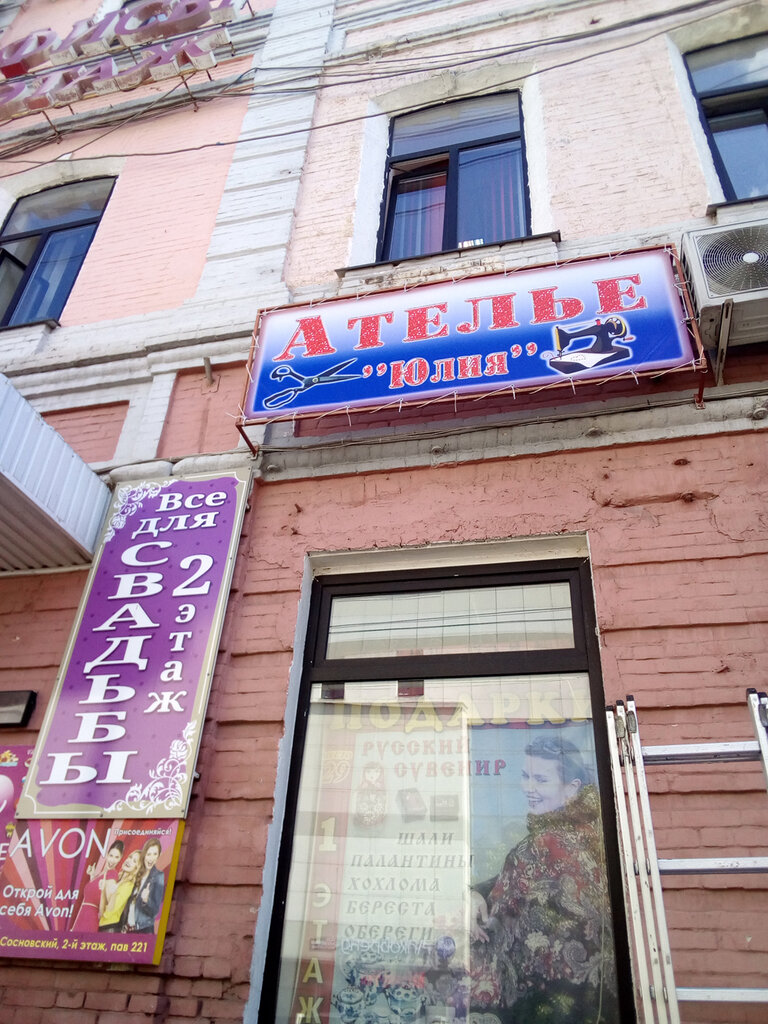 ЭТАЖ
Ателье
"Юлия"
Все
для
СВАДЬБЫ
2 этаж
AVON
Присоединяйся!
Открой для
себя Avon!
Сосновский, 2-й этаж, пав 221
ПОДАРКИ
РУССКИЙ
СУВЕНИР
1 ЭТАЖ
ШАЛИ
ПАЛАНТИНЫ
ХОХЛОМА
БЕРЕСТА
ОБЕРЕГИ